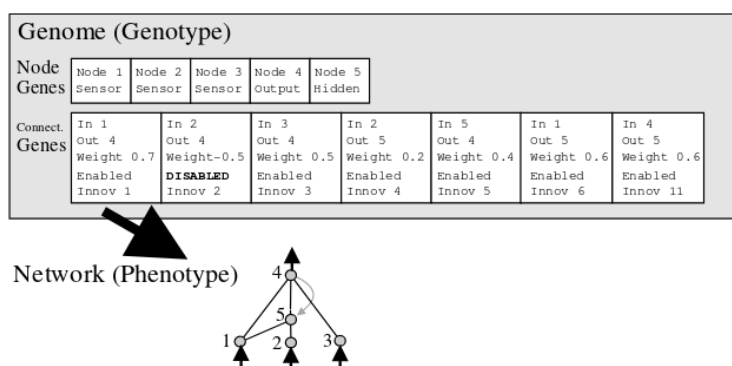 Genome (Genotype)
Node Genes
Node 1 Sensor
Node 2 Sensor
Node 3 Sensor
Node 4 Output
Node 5 Hidden
Connect. Genes
In 1
Out 4
Weight 0.7
Enabled
Innov 1
In 2
Out 4
Weight-0.5
DISABLED
Innov 2
In 3
Out 4
Weight 0.5
Enabled
Innov 3
In 2
Out 5
Weight 0.2
Enabled
Innov 4
In 5
Out 4
Weight 0.4
Enabled
Innov 5
In 1
Out 5
Weight 0.6
Enabled
Innov 6
In 4
Out 5
Weight 0.6
Enabled
Innov 11
Network (Phenotype)
4
5
1
2
3